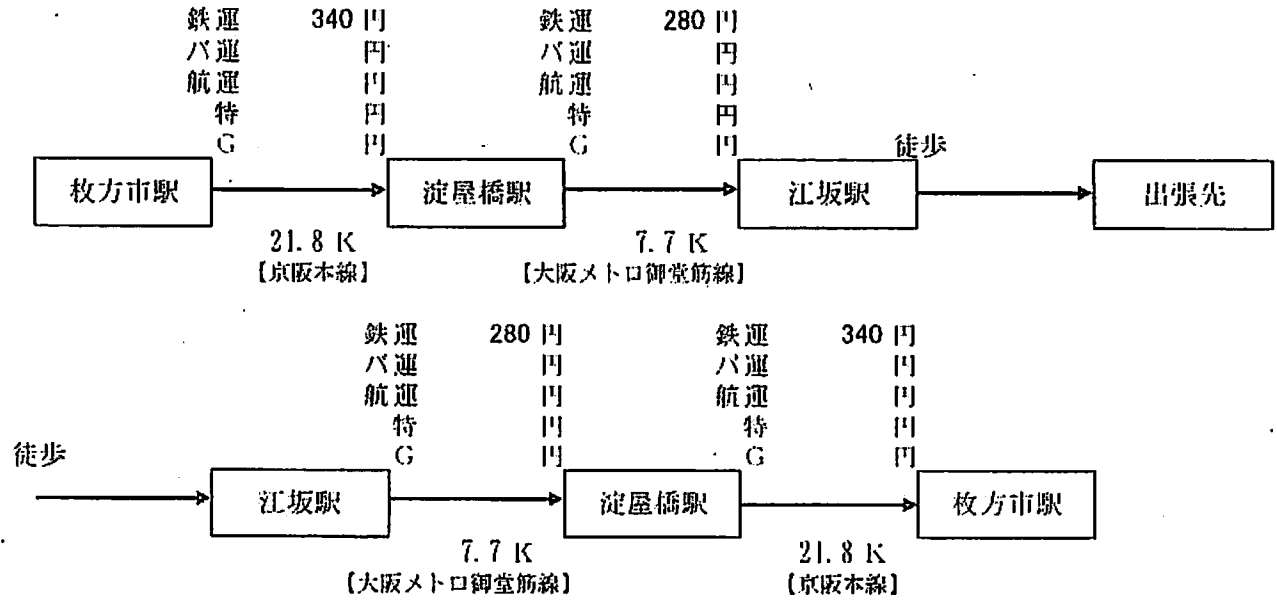 鉄運 340 円 鉄運 280 円
バ運 円 バ運 円
航運 円 航運 円
特 円 特 円
G 円 G 円 徒歩
枚方市駅 淀屋橋駅 江坂駅 出張先
21.8 K 7.7 K
【京阪本線】 【大阪メトロ御堂筋線】
鉄運 280 円 鉄運 340 円
バ運 円 バ運 円
航運 円 航運 円
特 円 特 円
徒歩 G 円 G 円
江坂駅 淀屋橋駅 枚方市駅
7.7 K 21.8 K
【大阪メトロ御堂筋線】 【京阪本線】